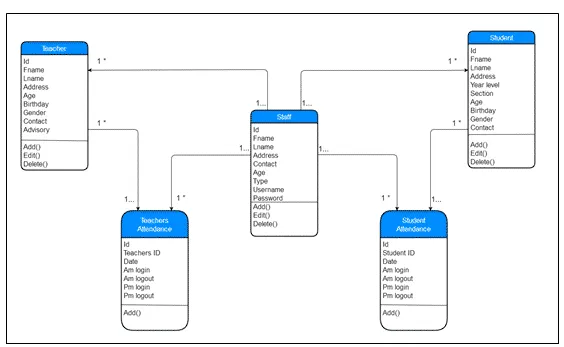 Teacher
Id
Fname
Lname
Address
Age
Birthday
Gender
Contact
Advisory
Add()
Edit()
Delete()
1 *
1 *
1...
1...
1 *
1...
Staff
Id
Fname
Lname
Address
Contact
Age
Type
Username
Password
Add()
Edit()
Delete()
1...
1 *
1...
1 *
1 *
1...
Student
Id
Fname
Lname
Address
Year level
Section
Age
Birthday
Gender
Contact
Add()
Edit()
Delete()
Teachers
Attendance
Id
Teachers ID
Date
Am login
Am logout
Pm login
Pm logout
Add()
Student
Attendance
Id
Student ID
Date
Am login
Am logout
Pm login
Pm logout
Add()